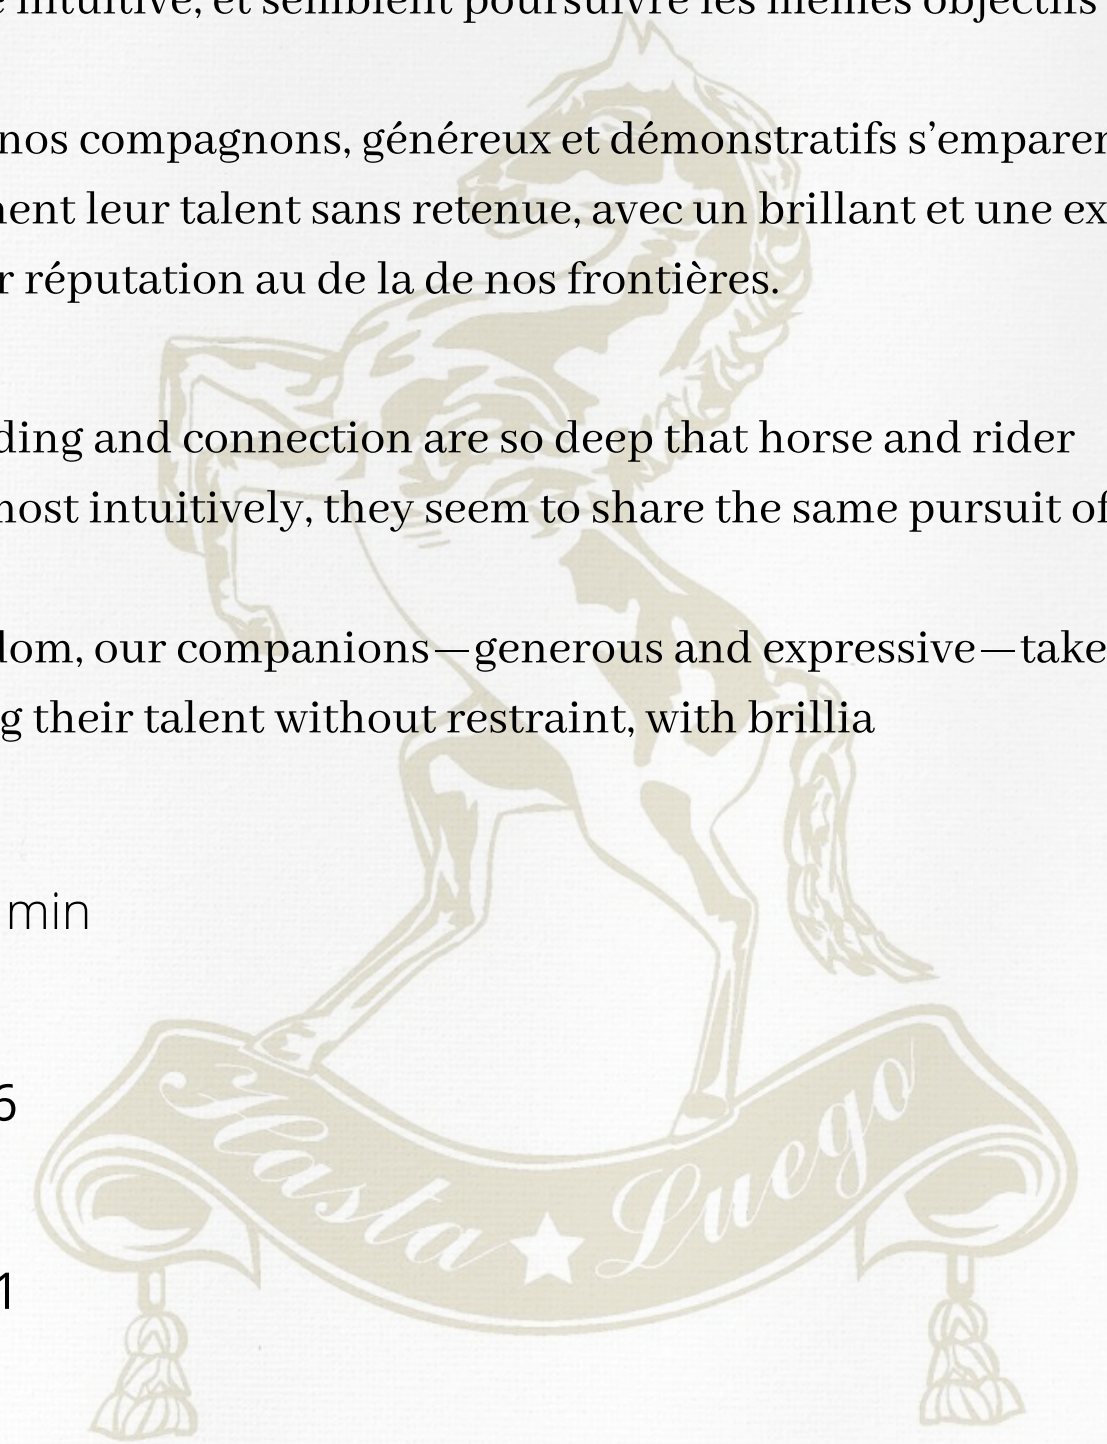 intuitive, et semblent poursuivre les mêmes objectifs
nos compagnons, généreux et démonstratifs s’emparen
ment leur talent sans retenue, avec un brillant et une ex
r réputation au de la de nos frontières.
ding and connection are so deep that horse and rider
most intuitively, they seem to share the same pursuit of
dom, our companions—generous and expressive—take
g their talent without restraint, with brillia
min
6
1
Hasta Luego